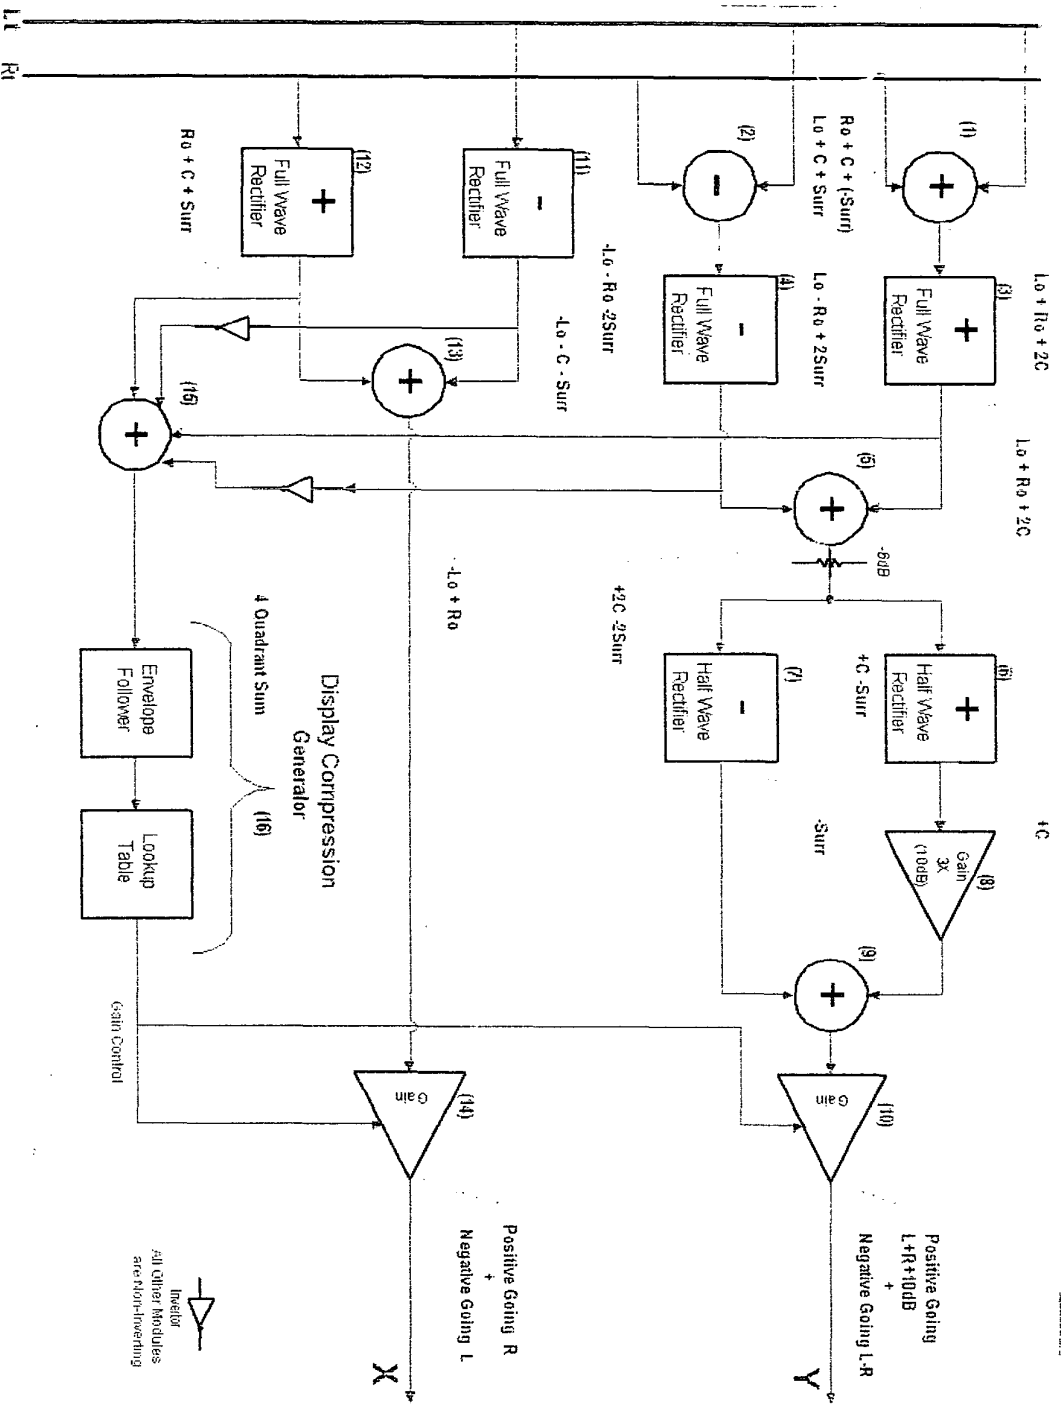 Lt
Rt
(1)
+
(2)
-
Ro + C + (-Surr)
Lo + C + Surr
(3)
+
Full Wave
Rectifier
Lo + Ro + 2C
(4)
-
Full Wave
Rectifier
Lo - Ro + 2Surr
-Lo - Ro -2Surr
(11)
-
Full Wave
Rectifier
-Lo - C - Surr
(12)
+
Full Wave
Rectifier
Ro + C + Surr
(13)
+
(15)
+
(5)
+
Lo + Ro + 2C
-6dB
+2C -2Surr
-Lo + Ro
(6)
+
Half Wave
Rectifier
+C -Surr
(7)
-
Half Wave
Rectifier
+C
-Surr
(8)
Gain
3X
(10dB)
(9)
+
4 Quadrant Sum
Display Compression
Generator
(16)
Envelope
Follower
Lookup
Table
Gain Control
(10)
Gain
(14)
Gain
Positive Going
L+R+10dB
+
Negative Going L-R
Y
Positive Going R
+
Negative Going L
X
Invertor
All Other Modules
are Non-Inverting